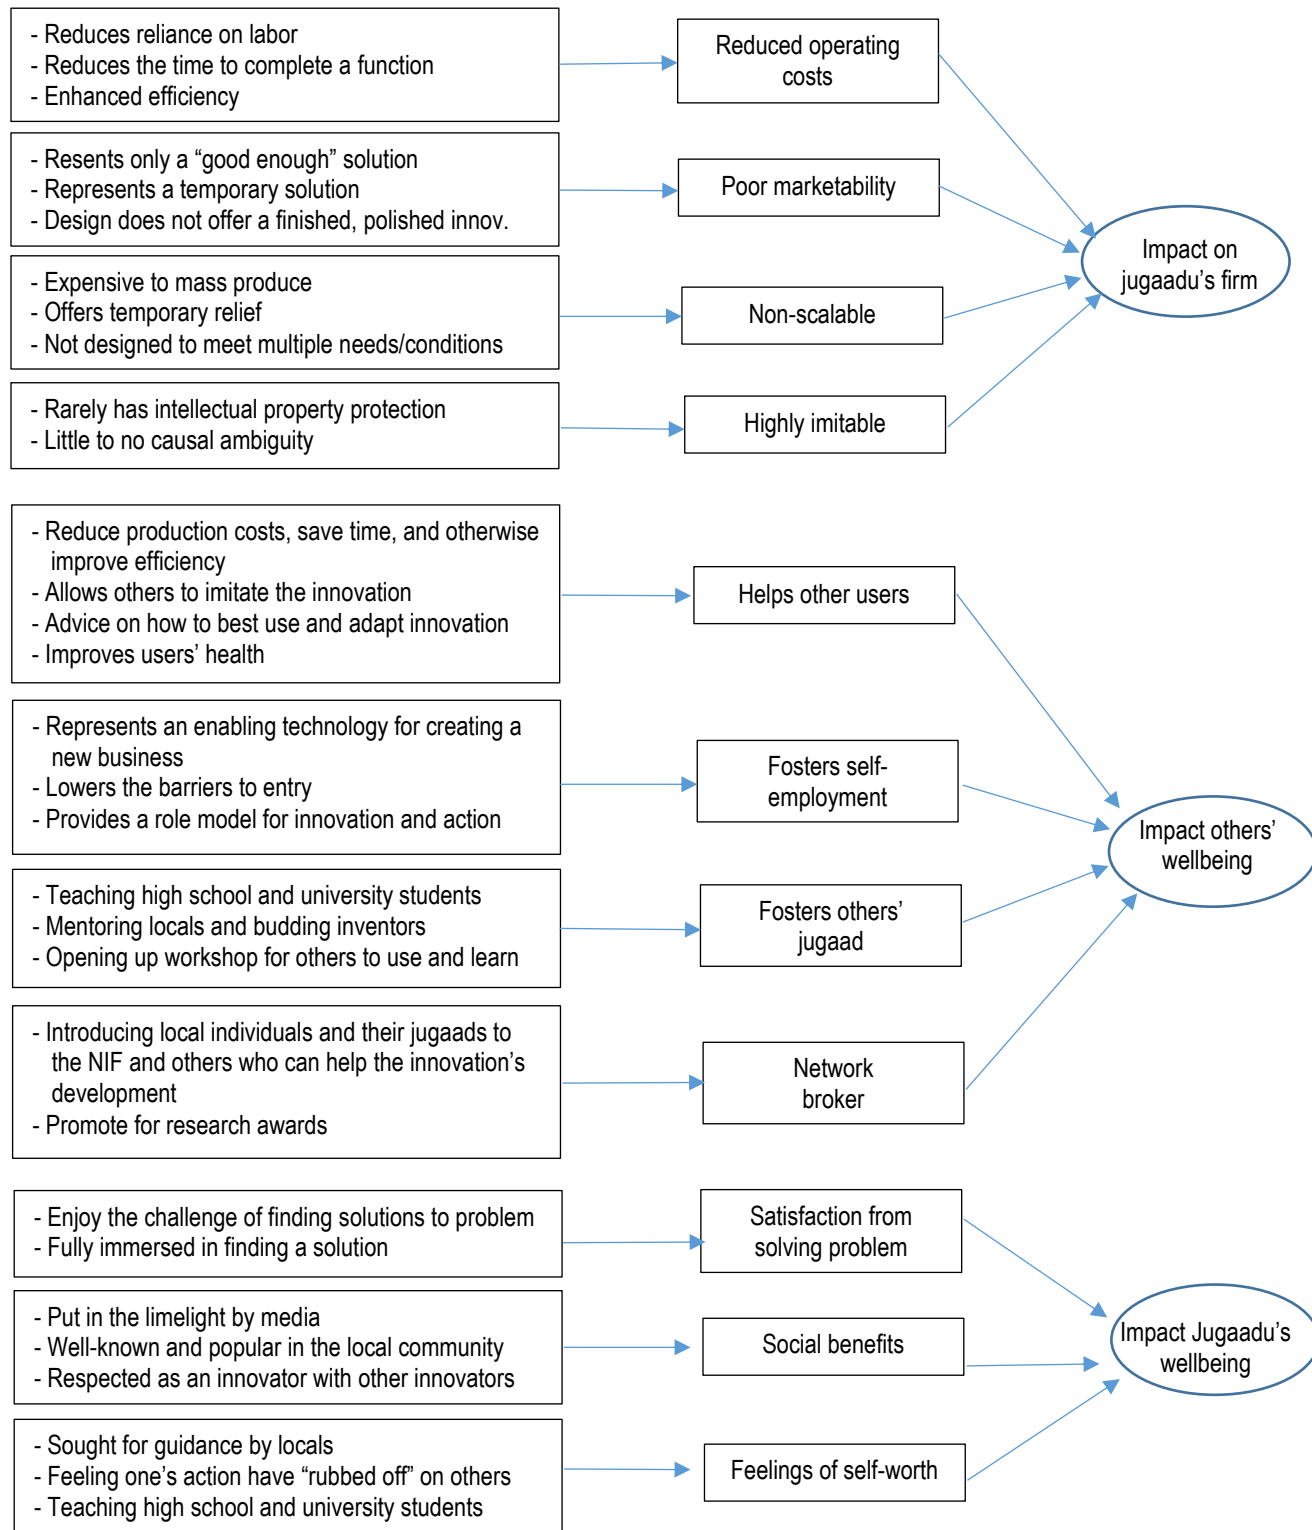 - Reduces reliance on labor
- Reduces the time to complete a function
- Enhanced efficiency
Reduced operating
costs
- Resents only a “good enough” solution
- Represents a temporary solution
- Design does not offer a finished, polished innov.
Poor marketability
- Expensive to mass produce
- Offers temporary relief
- Not designed to meet multiple needs/conditions
Non-scalable
- Rarely has intellectual property protection
- Little to no causal ambiguity
Highly imitable
Impact on
jugaadu’s firm
- Reduce production costs, save time, and otherwise
improve efficiency
- Allows others to imitate the innovation
- Advice on how to best use and adapt innovation
- Improves users’ health
Helps other users
- Represents an enabling technology for creating a
new business
- Lowers the barriers to entry
- Provides a role model for innovation and action
Fosters self-
employment
- Teaching high school and university students
- Mentoring locals and budding inventors
- Opening up workshop for others to use and learn
Fosters others’
jugaad
- Introducing local individuals and their jugaads to
the NIF and others who can help the innovation’s
development
- Promote for research awards
Network
broker
Impact others’
wellbeing
- Enjoy the challenge of finding solutions to problem
- Fully immersed in finding a solution
Satisfaction from
solving problem
- Put in the limelight by media
- Well-known and popular in the local community
- Respected as an innovator with other innovators
Social benefits
- Sought for guidance by locals
- Feeling one’s action have “rubbed off” on others
- Teaching high school and university students
Feelings of self-worth
Impact Jugaadu’s
wellbeing